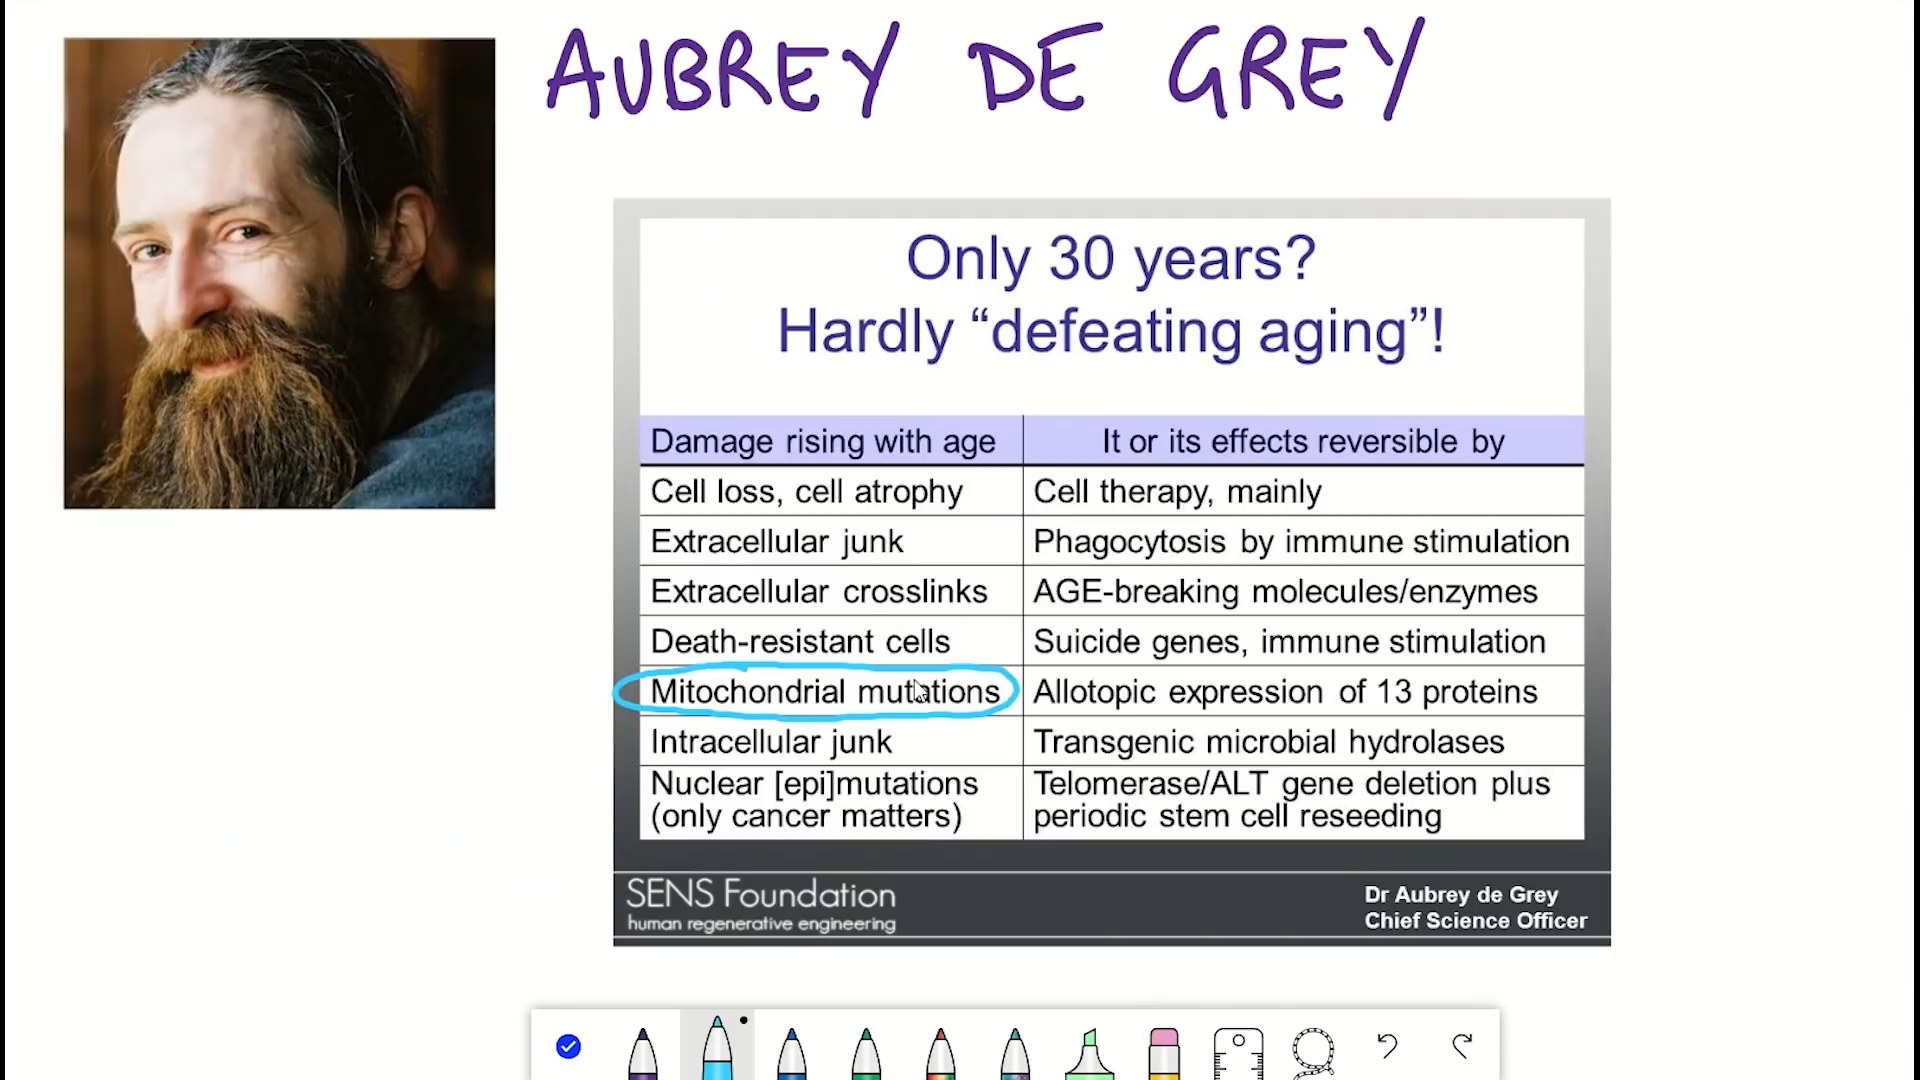 AUBREY DE GREY
Only 30 years?
Hardly “defeating aging”!
Damage rising with age It or its effects reversible by
Cell loss, cell atrophy Cell therapy, mainly
Extracellular junk Phagocytosis by immune stimulation
Extracellular crosslinks AGE-breaking molecules/enzymes
Death-resistant cells Suicide genes, immune stimulation
Mitochondrial mutations Allotopic expression of 13 proteins
Intracellular junk Transgenic microbial hydrolases
Nuclear [epi]mutations Telomerase/ALT gene deletion plus
(only cancer matters) periodic stem cell reseeding
SENS Foundation Dr Aubrey de Grey
human regenerative engineering Chief Science Officer